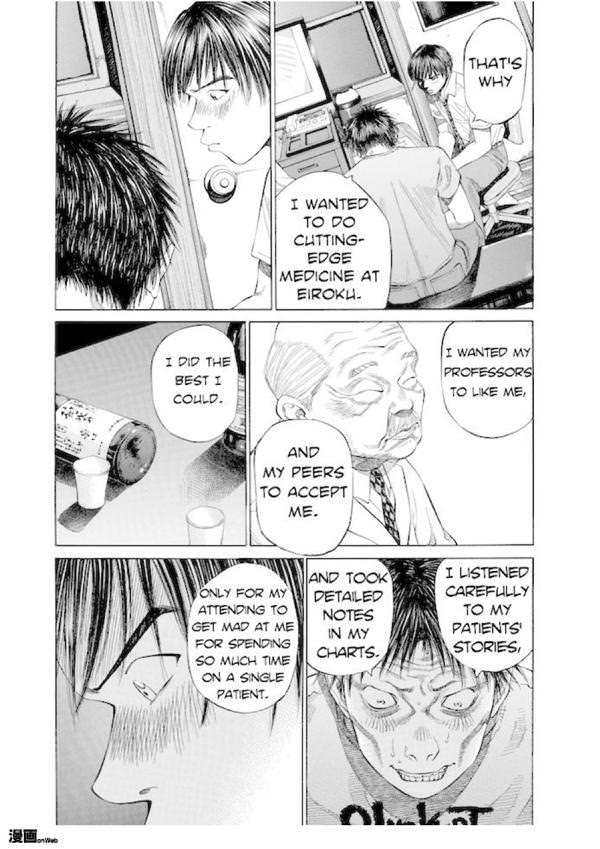 THAT'S
WHY
I WANTED
TO DO
CUTTING-
EDGE
MEDICINE AT
EIROKU.
I WANTED MY
PROFESSORS
TO LIKE ME,
AND
MY PEERS
TO ACCEPT
ME.
I DID THE
BEST I
COULD.
I LISTENED
CAREFULLY
TO MY
PATIENTS'
STORIES,
AND TOOK
DETAILED
NOTES
IN MY
CHARTS.
ONLY FOR MY
ATTENDING TO
GET MAD AT ME
FOR SPENDING
SO MUCH TIME
ON A SINGLE
PATIENT.
漫画onWeb